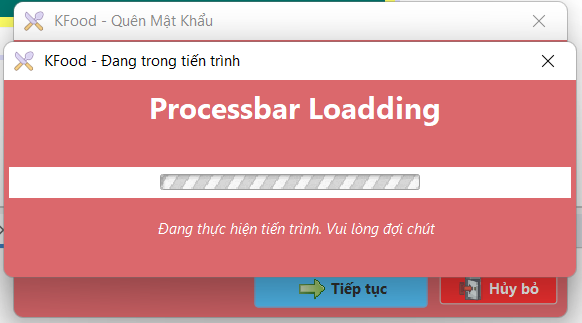 KFood - Quên Mật Khẩu
KFood - Đang trong tiến trình
Processbar Loadding
Đang thực hiện tiến trình. Vui lòng đợi chút
Tiếp tục
Hủy bỏ